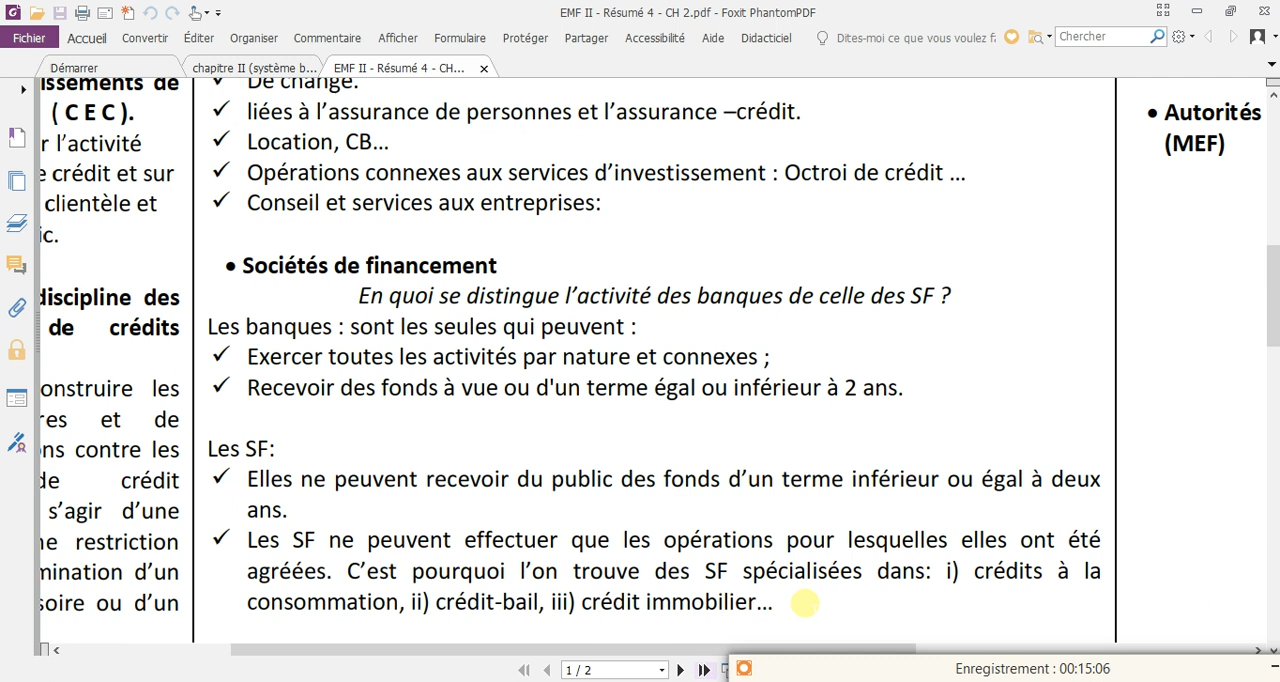 EMF II - Résumé 4 - CH 2.pdf - Foxit PhantomPDF
Fichier Accueil Convertir Éditer Organiser Commentaire Afficher Formulaire Protéger Partager Accessibilité Aide Didacticiel Dites-moi ce que vous voulez f Chercher
Démarrer chapitre II (système b... EMF II - Résumé 4 - CH...
issements de
( C E C ).
r l'activité
e crédit et sur
clientèle et
ic.
discipline des
de crédits
onstruire les
res et de
ns contre les
de crédit
s'agir d'une
ne restriction
mination d'un
soire ou d'un
✓ De change.
✓ liées à l'assurance de personnes et l'assurance –crédit.
✓ Location, CB...
✓ Opérations connexes aux services d'investissement : Octroi de crédit ...
✓ Conseil et services aux entreprises:
• Sociétés de financement
En quoi se distingue l'activité des banques de celle des SF ?
Les banques : sont les seules qui peuvent :
✓ Exercer toutes les activités par nature et connexes ;
✓ Recevoir des fonds à vue ou d'un terme égal ou inférieur à 2 ans.
Les SF:
✓ Elles ne peuvent recevoir du public des fonds d'un terme inférieur ou égal à deux
ans.
✓ Les SF ne peuvent effectuer que les opérations pour lesquelles elles ont été
agréées. C'est pourquoi l'on trouve des SF spécialisées dans: i) crédits à la
consommation, ii) crédit-bail, iii) crédit immobilier...
• Autorités
(MEF)
1 / 2
Enregistrement : 00:15:06